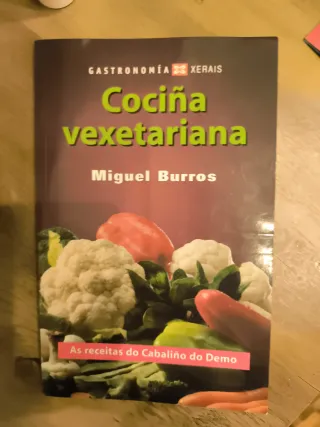 GASTRONOMÍA XERAIS
Cociña
vexetariana
Miguel Burros
As receitas do Cabaliño do Demo